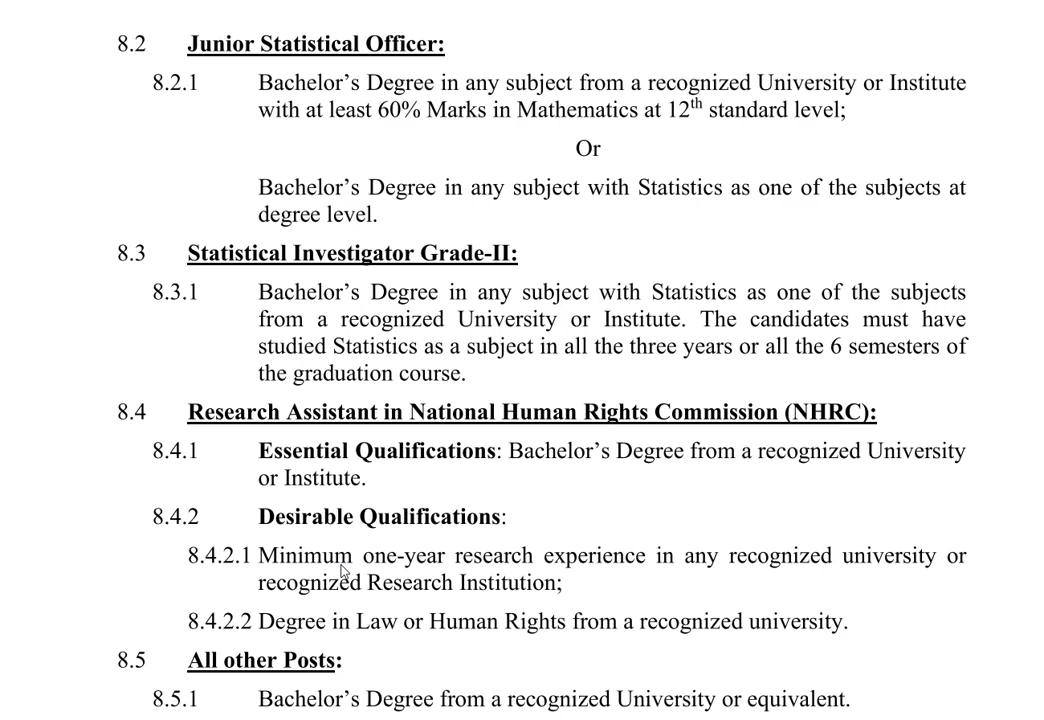 8.2 Junior Statistical Officer:
8.2.1 Bachelor’s Degree in any subject from a recognized University or Institute
with at least 60% Marks in Mathematics at 12th standard level;
Or
Bachelor’s Degree in any subject with Statistics as one of the subjects at
degree level.
8.3 Statistical Investigator Grade-II:
8.3.1 Bachelor’s Degree in any subject with Statistics as one of the subjects
from a recognized University or Institute. The candidates must have
studied Statistics as a subject in all the three years or all the 6 semesters of
the graduation course.
8.4 Research Assistant in National Human Rights Commission (NHRC):
8.4.1 Essential Qualifications: Bachelor’s Degree from a recognized University
or Institute.
8.4.2 Desirable Qualifications:
8.4.2.1 Minimum one-year research experience in any recognized university or
recognized Research Institution;
8.4.2.2 Degree in Law or Human Rights from a recognized university.
8.5 All other Posts:
8.5.1 Bachelor’s Degree from a recognized University or equivalent.